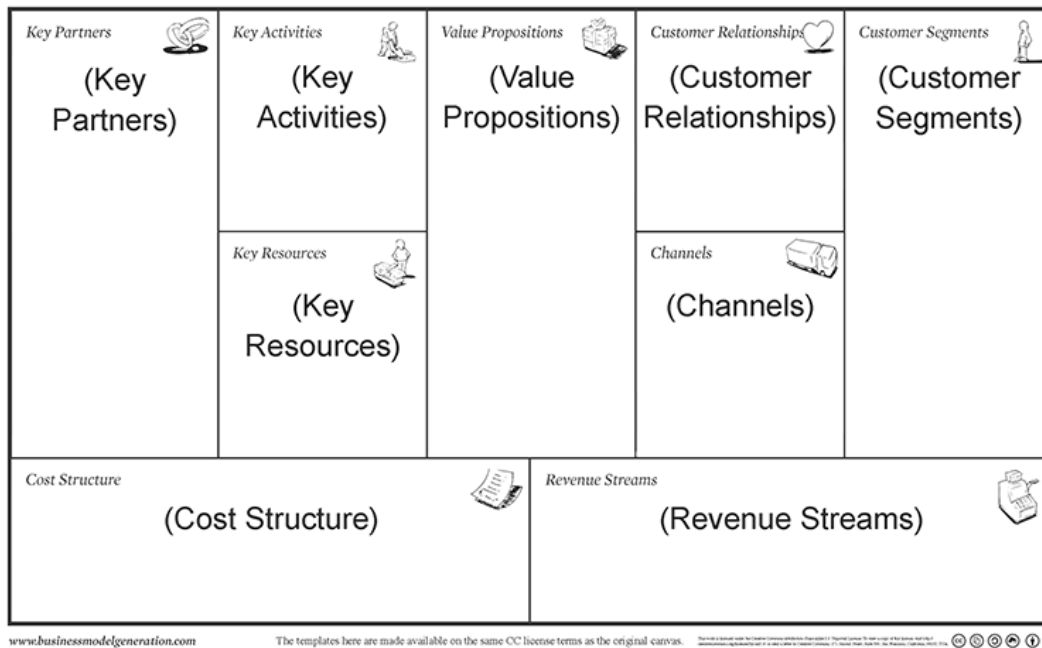 Key Partners
(Key
Partners)
Key Activities
(Key
Activities)
Key Resources
(Key
Resources)
Value Propositions
(Value
Propositions)
Customer Relationships
(Customer
Relationships)
Channels
(Channels)
Customer Segments
(Customer
Segments)
Cost Structure
(Cost Structure)
Revenue Streams
(Revenue Streams)
www.businessmodelgeneration.com
The templates here are made available on the same CC license terms as the original canvas.